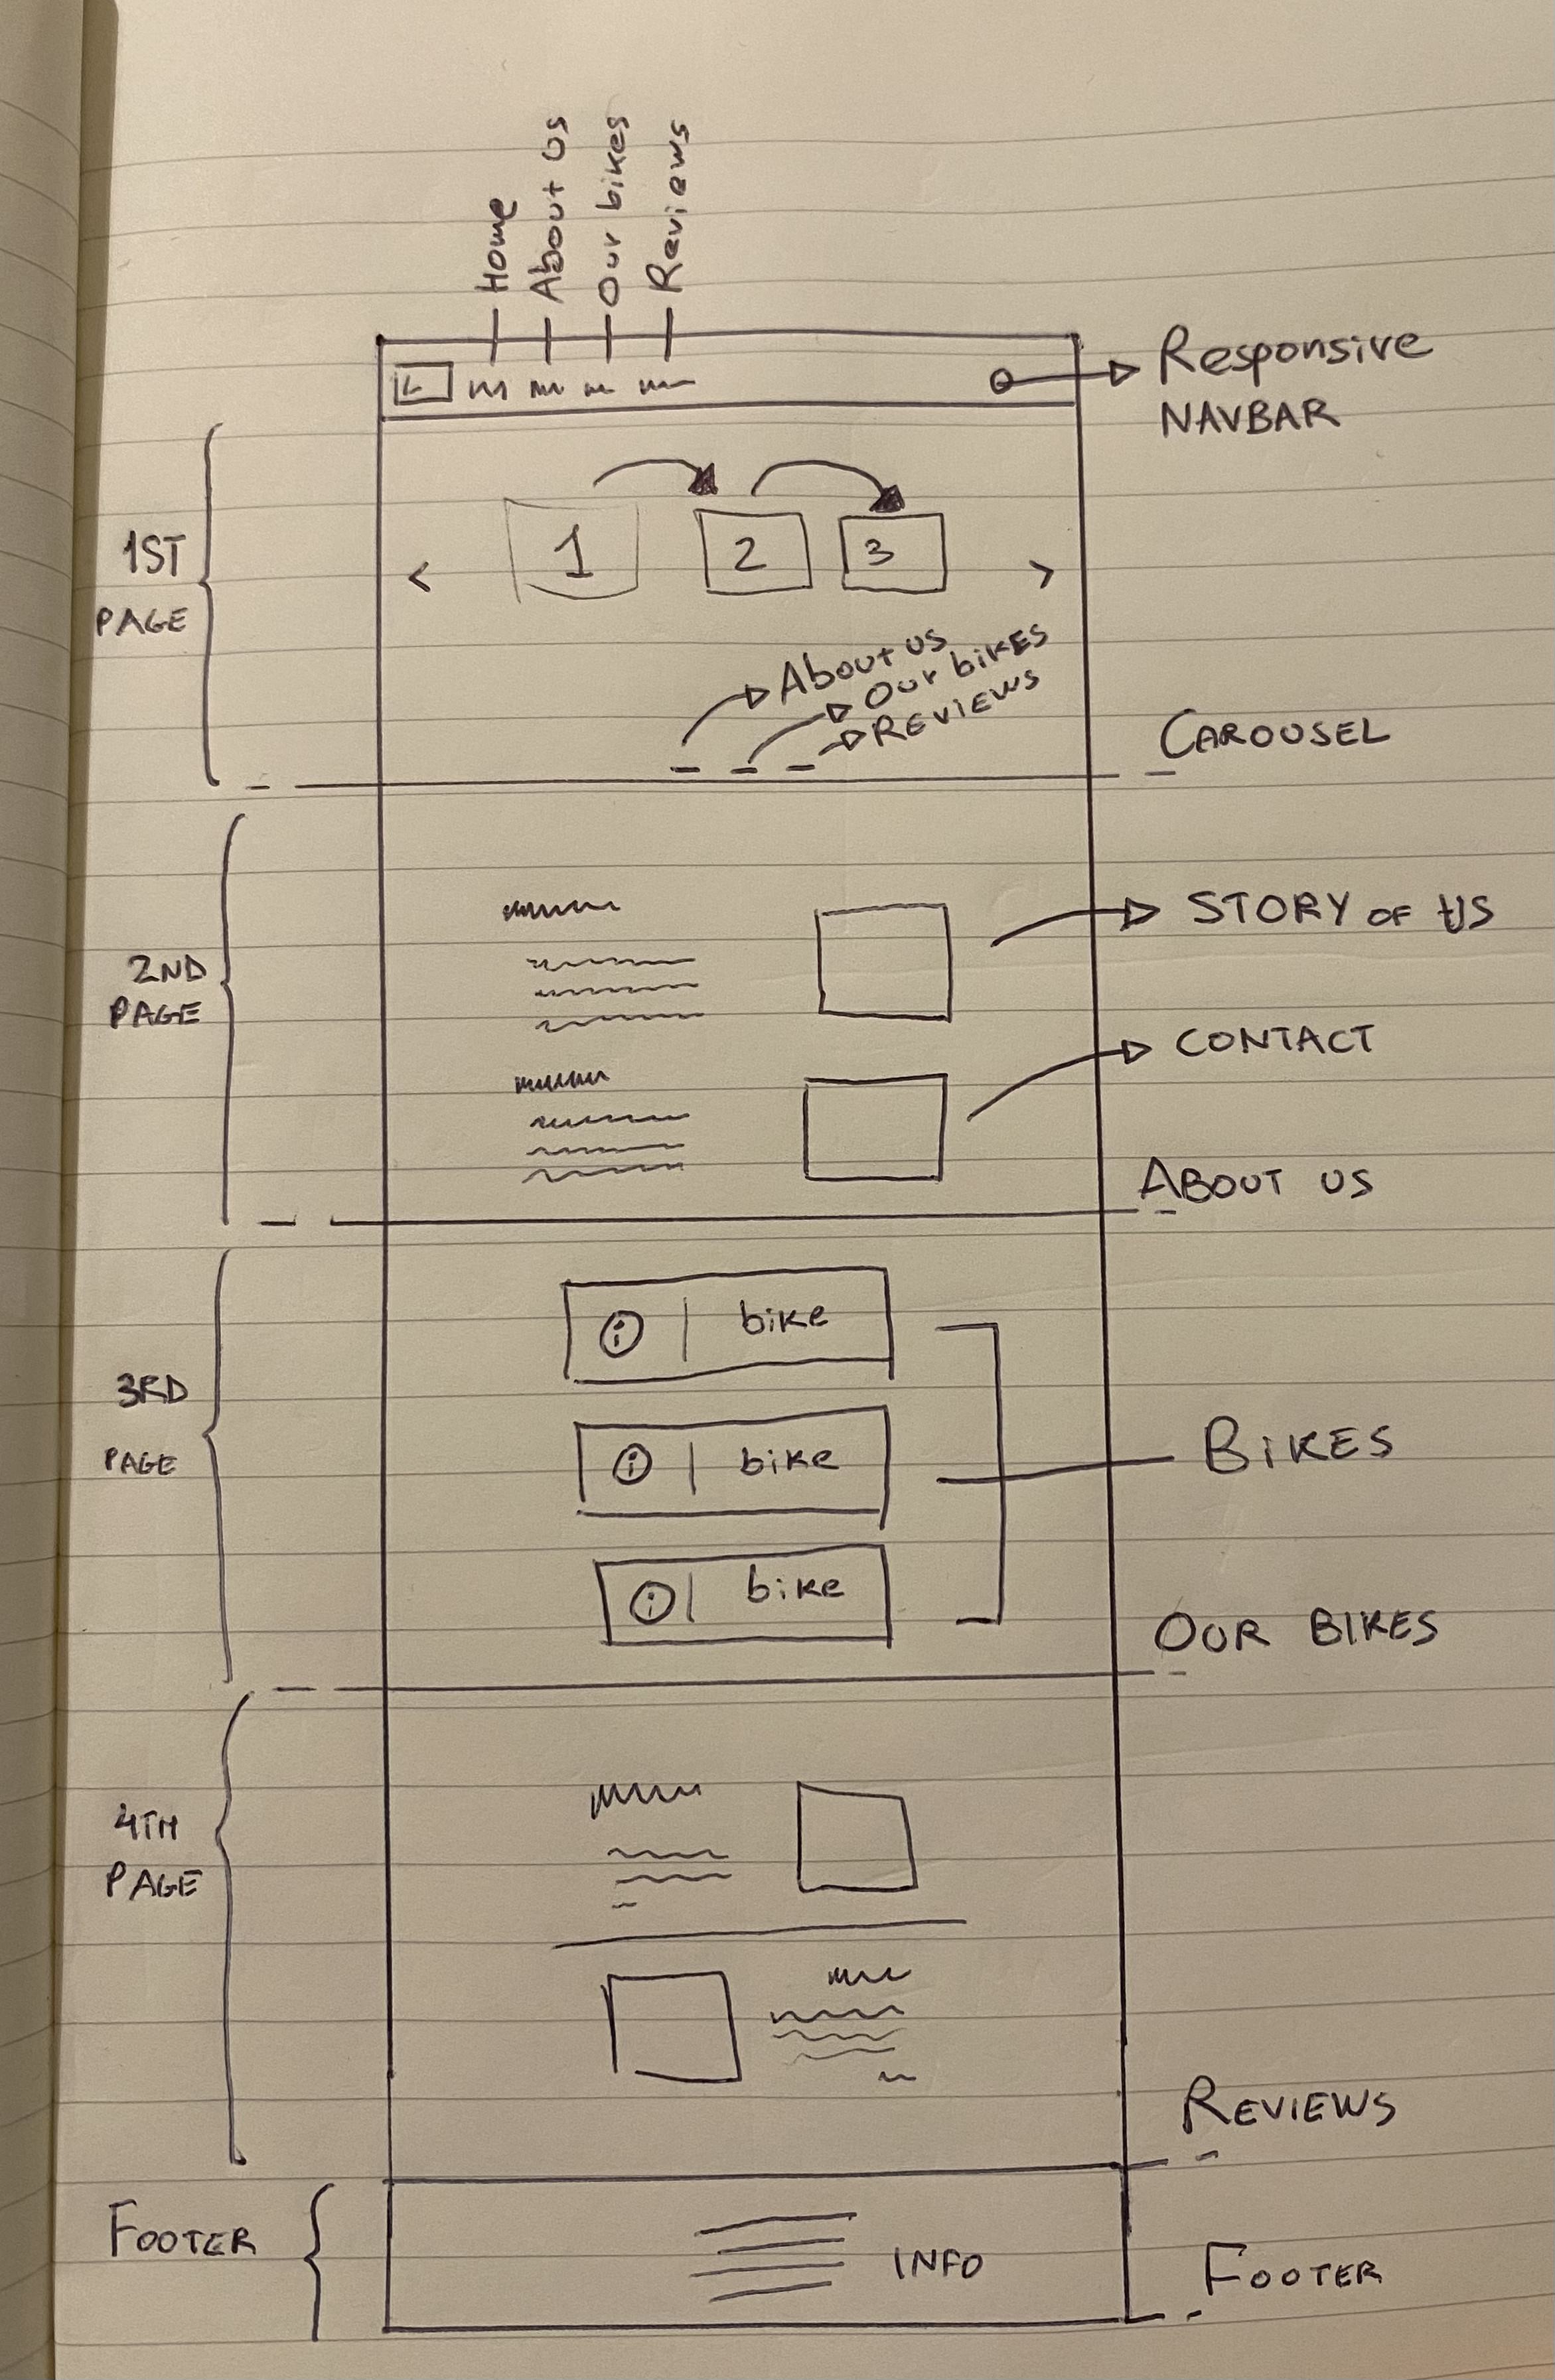 Home
About Us
Our bikes
Reviews
L
Responsive
NAVBAR
1ST
PAGE
1
2
3
<
>
About us
Our bikes
REVIEWS
CAROUSEL
2ND
PAGE
STORY OF US
CONTACT
ABOUT US
3RD
PAGE
i | bike
i | bike
i | bike
BiKES
OUR BIKES
4TH
PAGE
REVIEWS
FOOTER
INFO
FOOTER